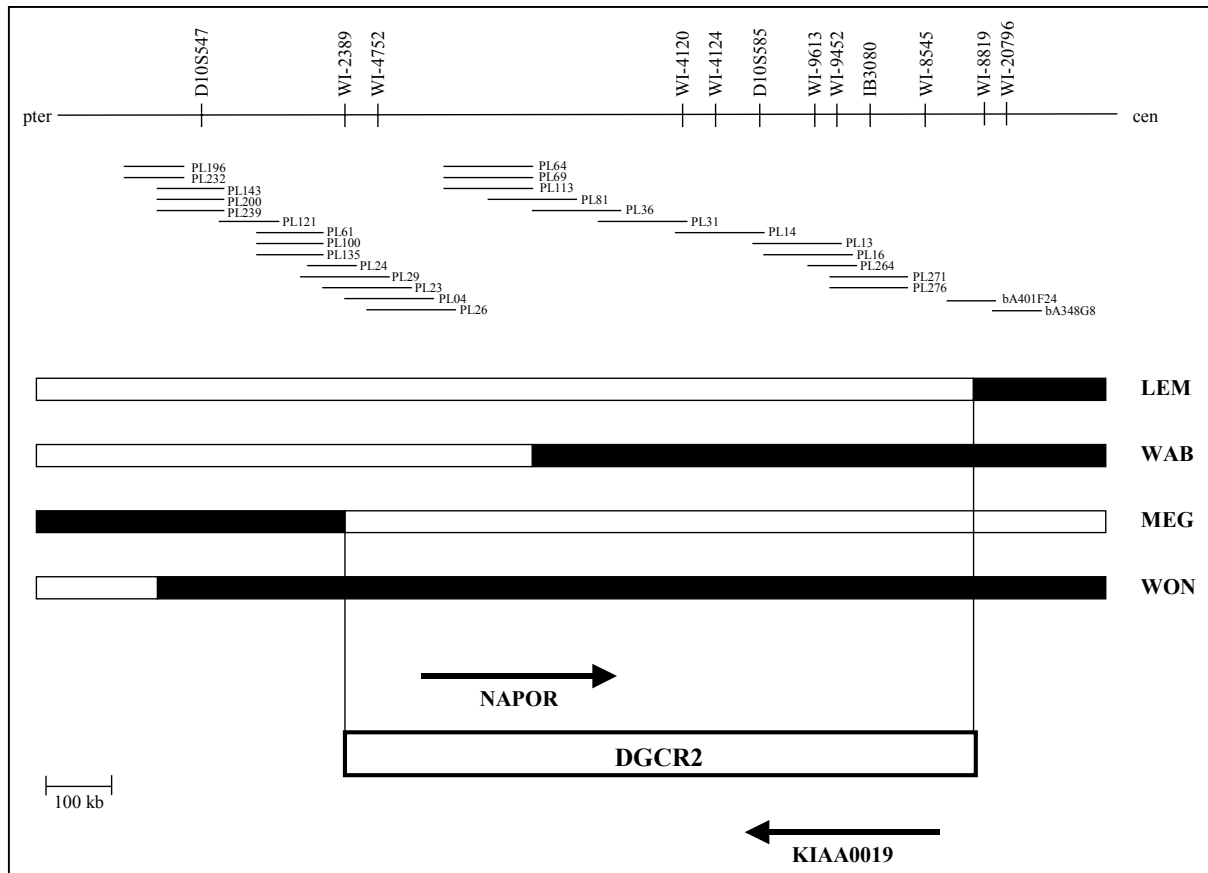 D10S547
WI-2389
WI-4752
WI-4120
WI-4124
D10S585
WI-9613
WI-9452
IB3080
WI-8545
WI-8819
WI-20796
pter
cen
PL196
PL232
PL143
PL200
PL239
PL121
PL61
PL100
PL135
PL24
PL29
PL23
PL04
PL26
PL64
PL69
PL113
PL81
PL36
PL31
PL14
PL13
PL16
PL264
PL271
PL276
bA401F24
bA348G8
LEM
WAB
MEG
WON
NAPOR
DGCR2
100 kb
KIAA0019